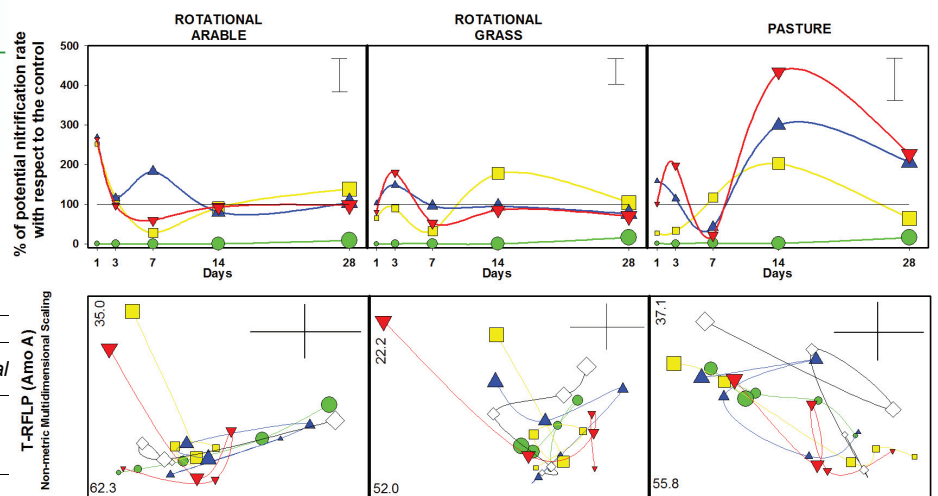 ROTATIONAL
ARABLE
ROTATIONAL
GRASS
PASTURE
% of potential nitrification rate
with respect to the control
500
400
300
200
100
0
1 3 7 14 28
Days
1 3 7 14 28
Days
1 3 7 14 28
Days
al
T-RFLP (Amo A)
Non-metric Multidimensional Scaling
35.0
62.3
22.2
52.0
37.1
55.8